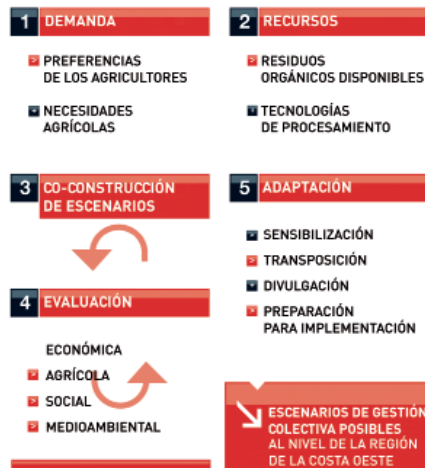 1 DEMANDA
PREFERENCIAS
DE LOS AGRICULTORES
NECESIDADES
AGRÍCOLAS
2 RECURSOS
RESIDUOS
ORGÁNICOS DISPONIBLES
TECNOLOGÍAS
DE PROCESAMIENTO
3 CO-CONSTRUCCIÓN
DE ESCENARIOS
4 EVALUACIÓN
ECONÓMICA
AGRÍCOLA
SOCIAL
MEDIOAMBIENTAL
5 ADAPTACIÓN
SENSIBILIZACIÓN
TRANSPOSICIÓN
DIVULGACIÓN
PREPARACIÓN
PARA IMPLEMENTACIÓN
ESCENARIOS DE GESTIÓN
COLECTIVA POSIBLES
AL NIVEL DE LA REGIÓN
DE LA COSTA OESTE